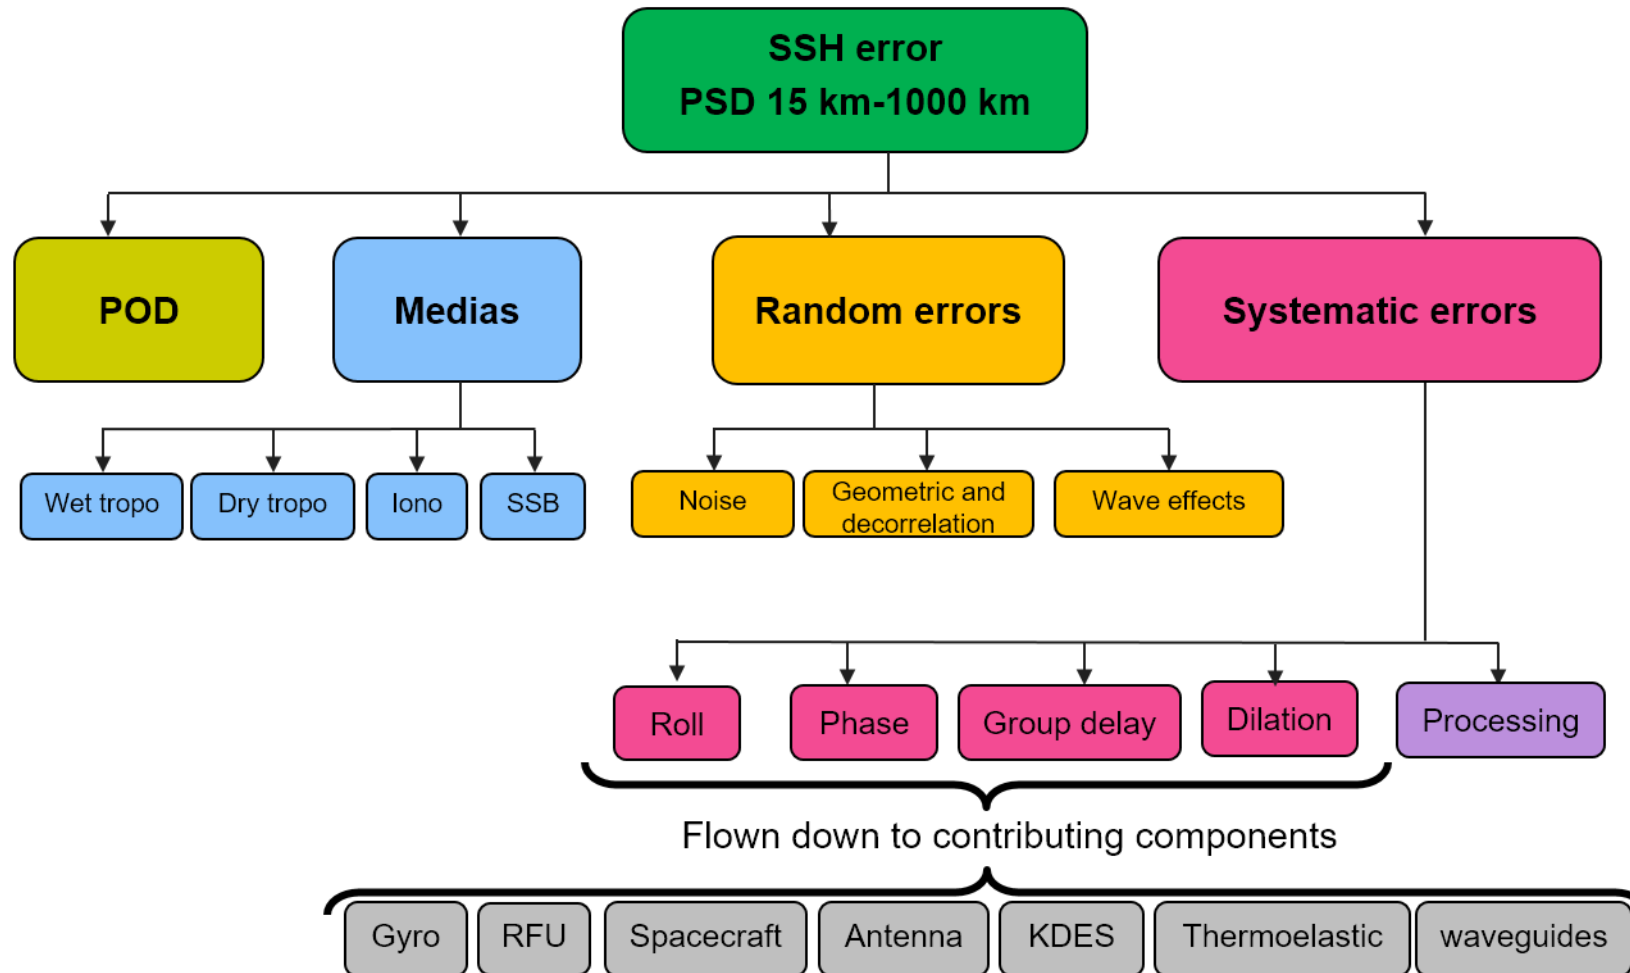 SSH error
PSD 15 km-1000 km
POD
Medias
Random errors
Systematic errors
Wet tropo
Dry tropo
Iono
SSB
Noise
Geometric and
decorrelation
Wave effects
Roll
Phase
Group delay
Dilation
Processing
Flown down to contributing components
Gyro
RFU
Spacecraft
Antenna
KDES
Thermoelastic
waveguides